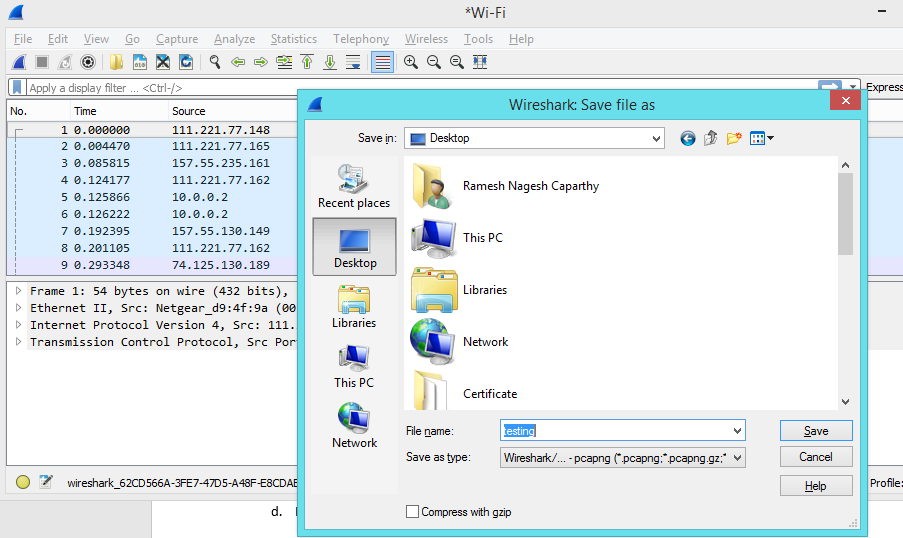 *Wi-Fi
File Edit View Go Capture Analyze Statistics Telephony Wireless Tools Help
Apply a display filter ... <Ctrl-/>
Express
No. Time Source
1 0.000000 111.221.77.148
2 0.004470 111.221.77.165
3 0.085815 157.55.235.161
4 0.124177 111.221.77.162
5 0.125866 10.0.0.2
6 0.126222 10.0.0.2
7 0.192395 157.55.130.149
8 0.201105 111.221.77.162
9 0.293348 74.125.130.189
Frame 1: 54 bytes on wire (432 bits),
Ethernet II, Src: Netgear_d9:4f:9a (00
Internet Protocol Version 4, Src: 111.
Transmission Control Protocol, Src Por
wireshark_62CD566A-3FE7-47D5-A48F-E8CDAE
Profile:
d.
Wireshark: Save file as
Save in: Desktop
Recent places
Desktop
Libraries
This PC
Network
Ramesh Nagesh Caparthy
This PC
Libraries
Network
Certificate
File name: testing
Save
Save as type: Wireshark/... - pcapng (*.pcapng;*.pcapng.gz;*
Cancel
Help
Compress with gzip